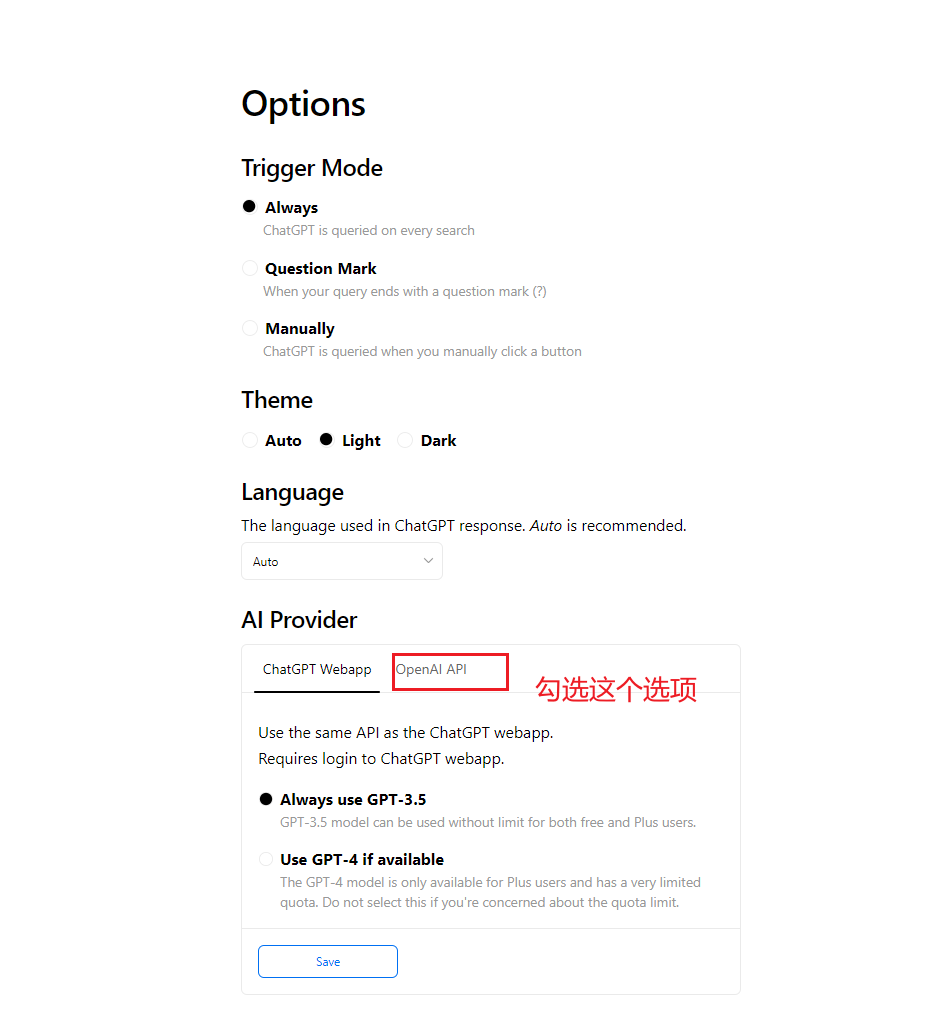 Options
Trigger Mode
Always
ChatGPT is queried on every search
Question Mark
When your query ends with a question mark (?)
Manually
ChatGPT is queried when you manually click a button
Theme
Auto Light Dark
Language
The language used in ChatGPT response. Auto is recommended.
Auto
AI Provider
ChatGPT Webapp OpenAI API
勾选这个选项
Use the same API as the ChatGPT webapp.
Requires login to ChatGPT webapp.
Always use GPT-3.5
GPT-3.5 model can be used without limit for both free and Plus users.
Use GPT-4 if available
The GPT-4 model is only available for Plus users and has a very limited
quota. Do not select this if you're concerned about the quota limit.
Save